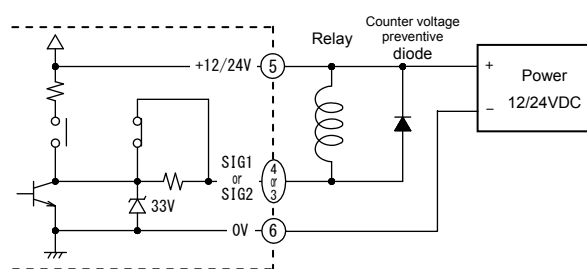 Counter voltage
preventive
diode
Relay
+12/24V
5
+
Power
12/24VDC
−
SIG1
or
SIG2
4
or
3
33V
0V
6